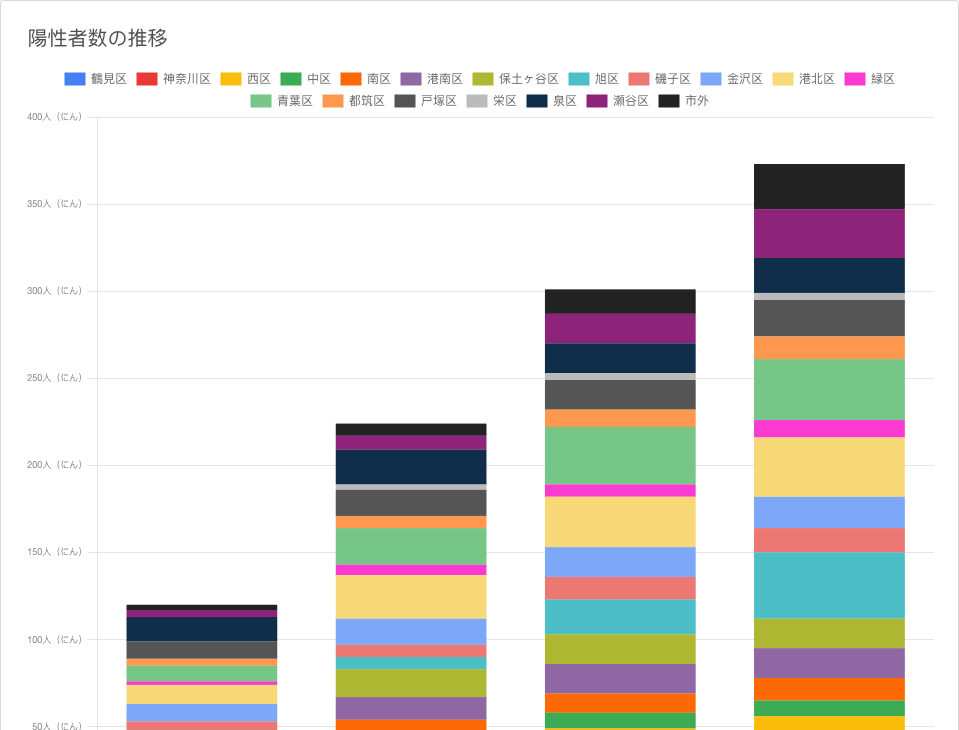 陽性者数の推移
鶴見区 神奈川区 西区 中区 南区 港南区 保土ヶ谷区 旭区 磯子区 金沢区 港北区 緑区
青葉区 都筑区 戸塚区 栄区 泉区 瀬谷区 市外
400人（にん）
350人（にん）
300人（にん）
250人（にん）
200人（にん）
150人（にん）
100人（にん）
50人（にん）